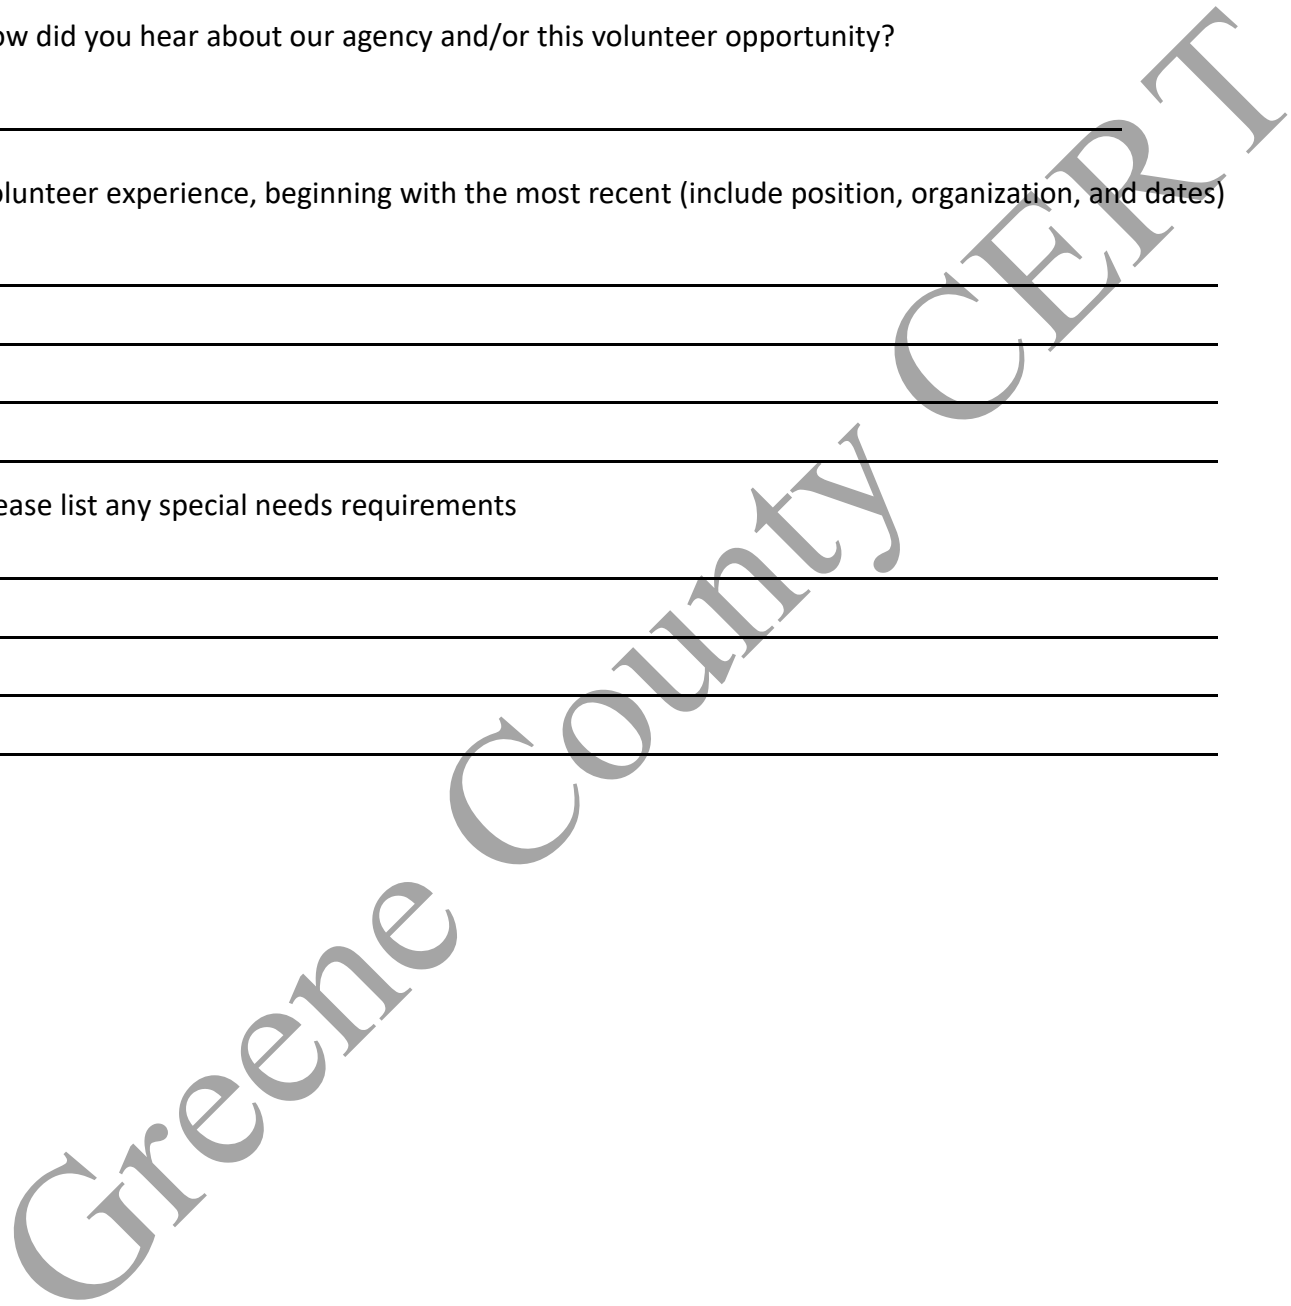 ow did you hear about our agency and/or this volunteer opportunity?
olunteer experience, beginning with the most recent (include position, organization, and dates)
ease list any special needs requirements
Greene County CERT